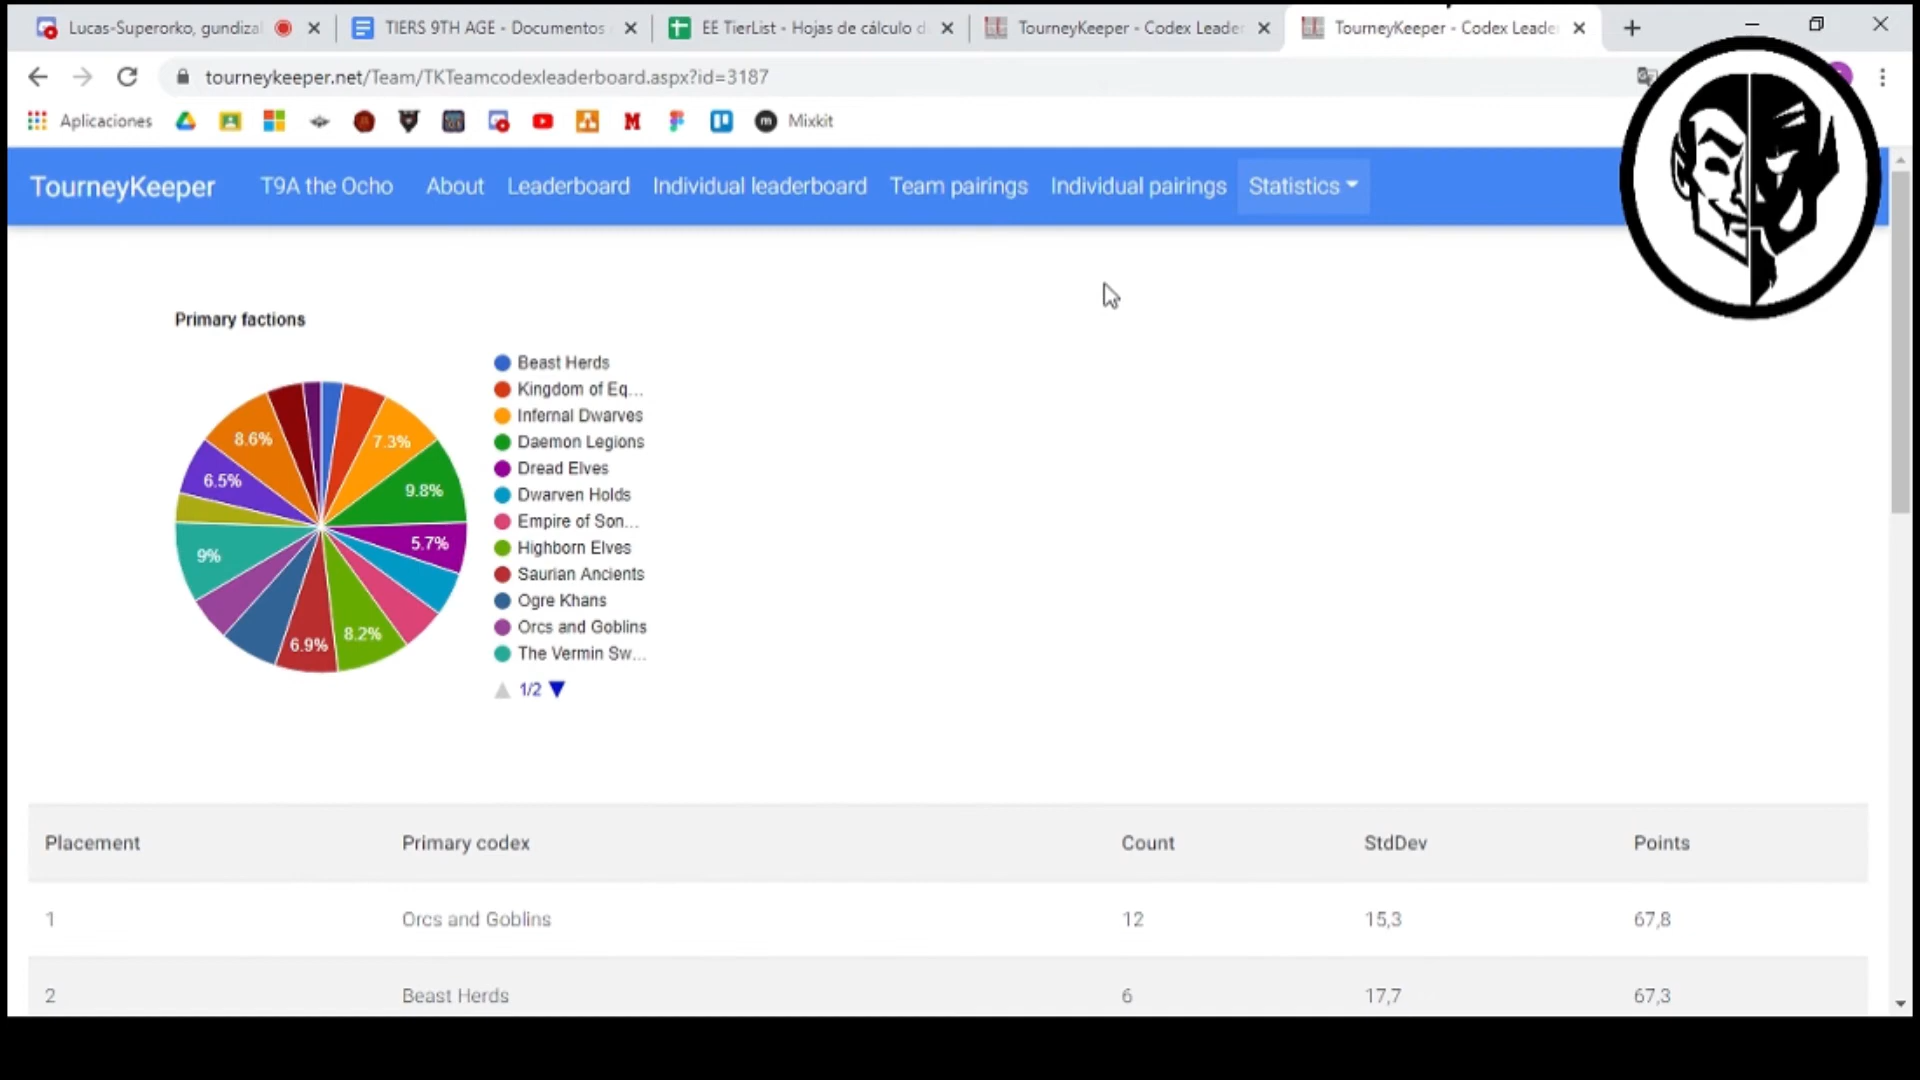 Lucas-Superorko, gundiza
TIERS 9TH AGE - Documentos
EE TierList - Hojas de cálculo d
TourneyKeeper - Codex Leader
TourneyKeeper - Codex Leade
tourneykeeper.net/Team/TKTeamcodexleaderboard.aspx?id=3187
Aplicaciones
Mixkit
TourneyKeeper
T9A the Ocho
About
Leaderboard
Individual leaderboard
Team pairings
Individual pairings
Statistics
Primary factions
Beast Herds
Kingdom of Eq...
Infernal Dwarves
Daemon Legions
Dread Elves
Dwarven Holds
Empire of Son...
Highborn Elves
Saurian Ancients
Ogre Khans
Orcs and Goblins
The Vermin Sw...
1/2
8.6%
7.3%
6.5%
9.8%
5.7%
9%
8.2%
6.9%
Placement Primary codex Count StdDev Points
1 Orcs and Goblins 12 15,3 67,8
2 Beast Herds 6 17,7 67,3